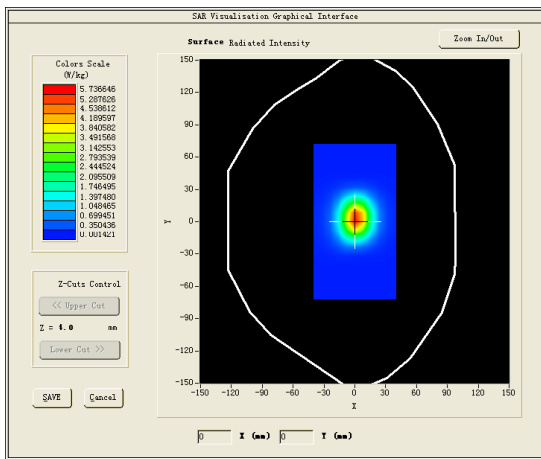 SAR Visualisation Graphical Interface
Surface Radiated Intensity
Zoom In/Out
Colors Scale
(W/kg)
5.736646
5.287626
4.538612
4.189597
3.840582
3.491568
3.142553
2.793539
2.444524
2.095509
1.746495
1.397480
1.048465
0.699451
0.350436
0.001421
Z-Cuts Control
<< Upper Cut
Z = 4.0 mm
Lower Cut >>
SAVE Cancel
150
120
90
60
30
0
-30
-60
-90
-120
-150
Y
-150 -120 -90 -60 -30 0 30 60 90 120 150
X
0 X (mm) 0 Y (mm)